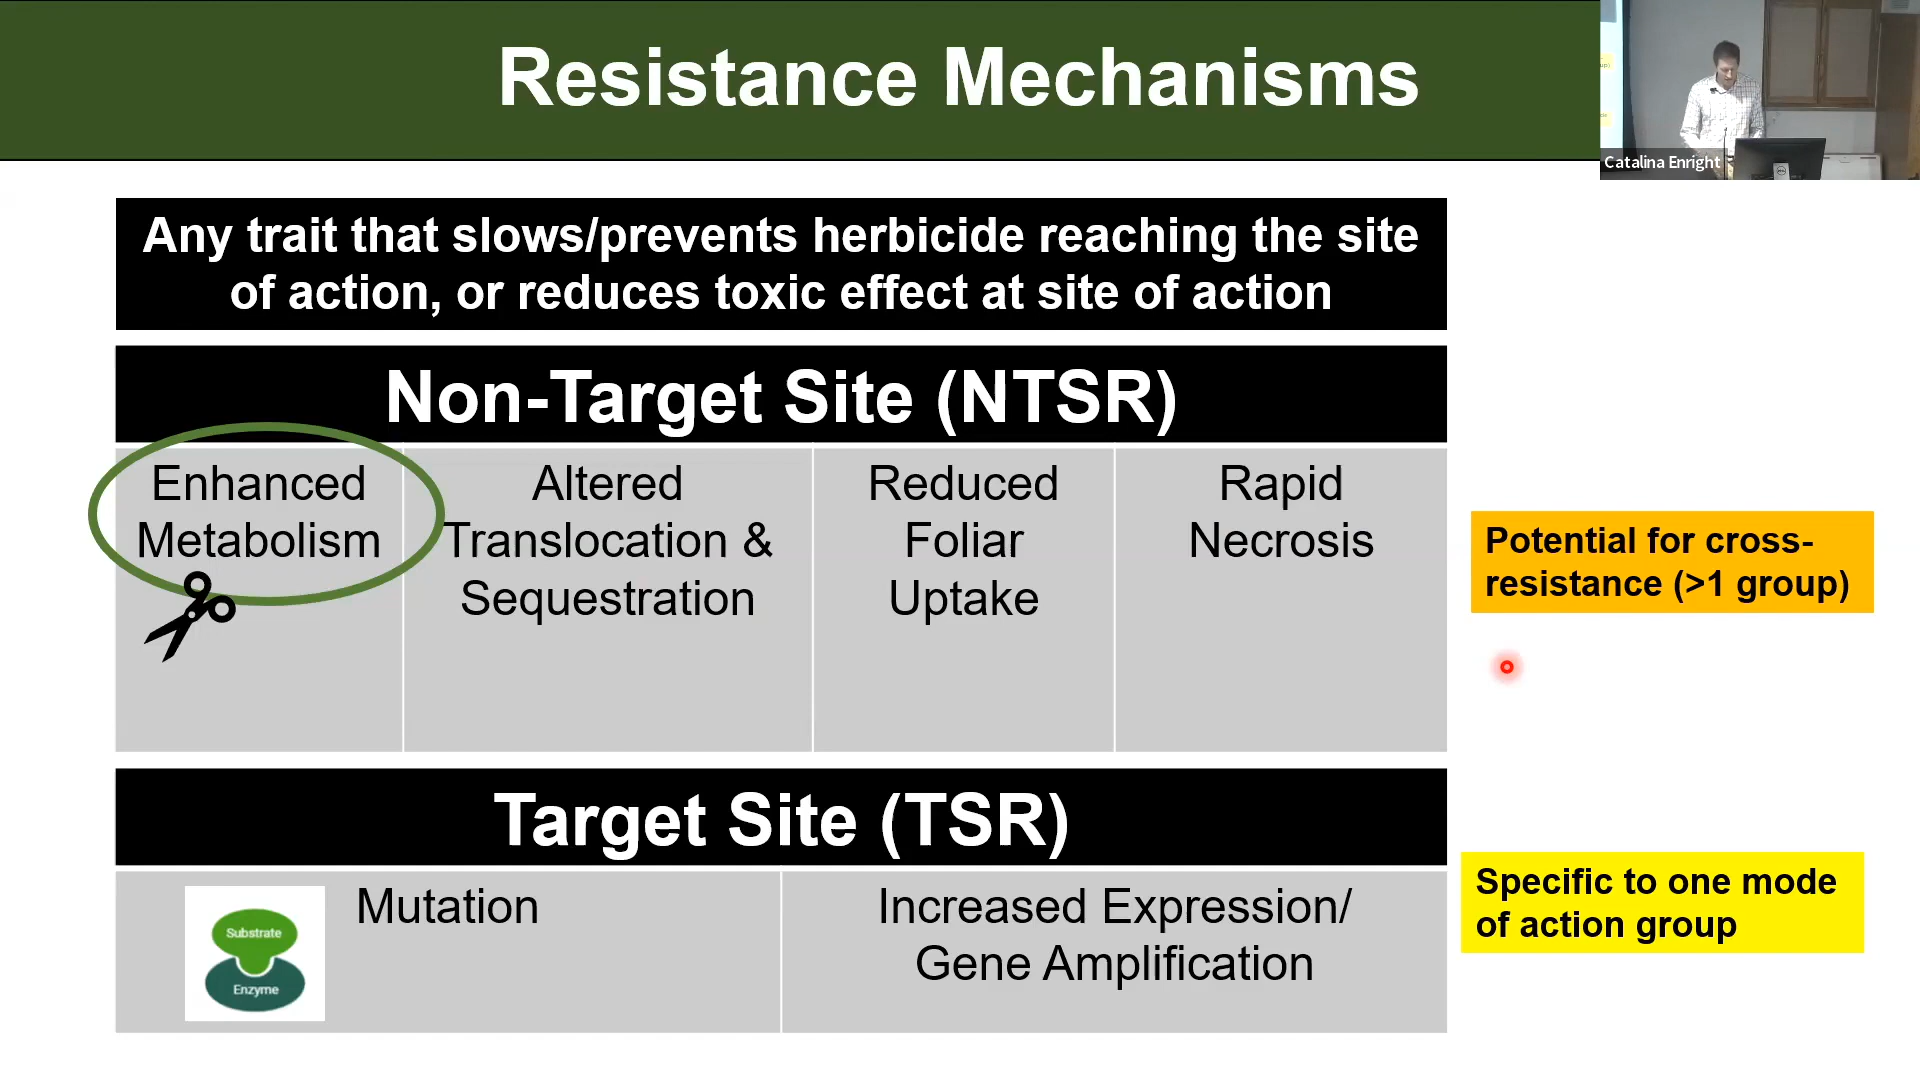 Resistance Mechanisms
Catalina Enright
Any trait that slows/prevents herbicide reaching the site
of action, or reduces toxic effect at site of action
Non-Target Site (NTSR)
Enhanced
Metabolism
Altered
Translocation &
Sequestration
Reduced
Foliar
Uptake
Rapid
Necrosis
Potential for cross-
resistance (>1 group)
Target Site (TSR)
Substrate
Enzyme
Mutation
Increased Expression/
Gene Amplification
Specific to one mode
of action group